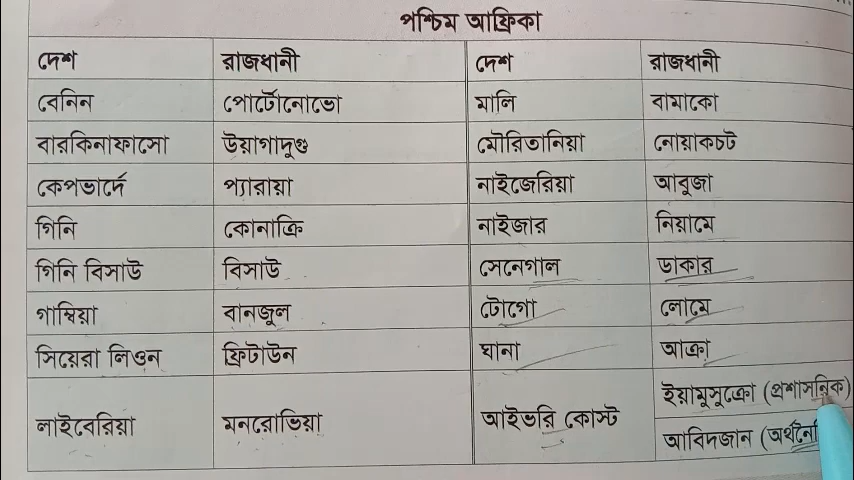 পশ্চিম আফ্রিকা
দেশ রাজধানী দেশ রাজধানী
বেনিন পোর্টোনোভো মালি বামাকো
বারকিনাফাসো উয়াগাদুগু মৌরিতানিয়া নোয়াকচট
কেপভার্দে প্যারায়া নাইজেরিয়া আবুজা
গিনি কোনাক্রি নাইজার নিয়ামে
গিনি বিসাউ বিসাউ সেনেগাল ডাকার
গাম্বিয়া বানজুল টোগো লোমে
সিয়েরা লিওন ফ্রিটাউন ঘানা আক্রা
লাইবেরিয়া মনরোভিয়া আইভরি কোস্ট ইয়ামুসুক্রো (প্রশাসনিক)
আবিদজান